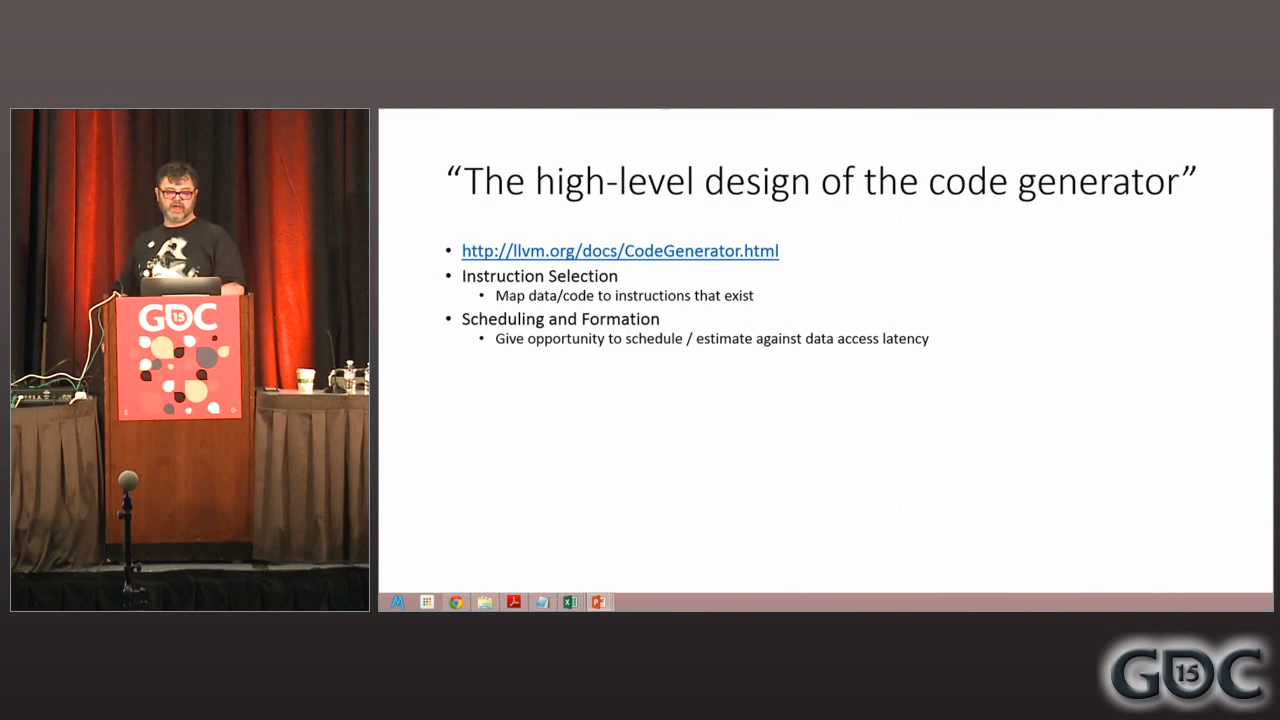 “The high-level design of the code generator”
• http://llvm.org/docs/CodeGenerator.html
• Instruction Selection
• Map data/code to instructions that exist
• Scheduling and Formation
• Give opportunity to schedule / estimate against data access latency
GDC 15
GDC 15